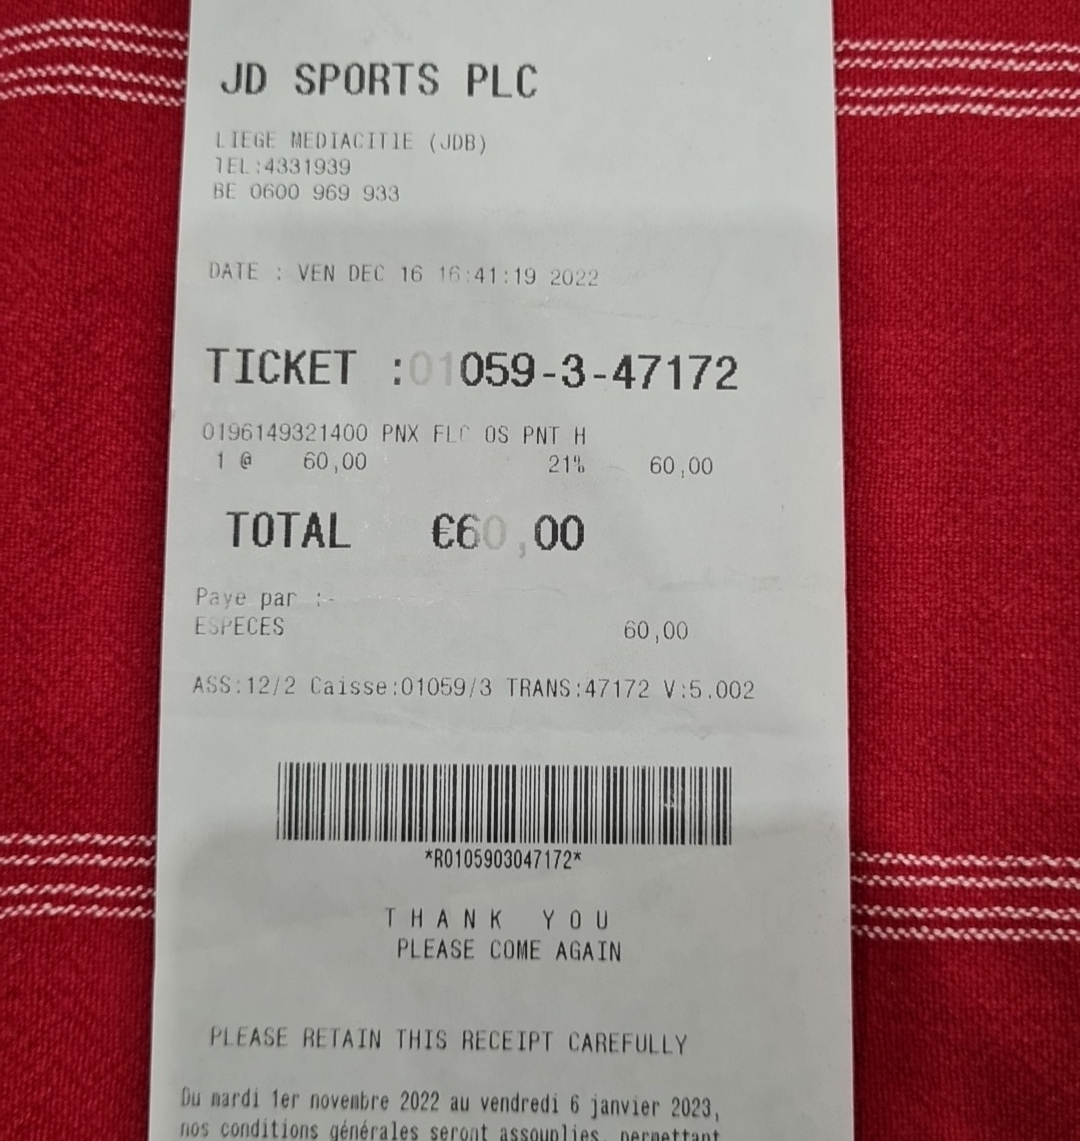 JD SPORTS PLC
LIEGE MEDIACITIE (JDB)
TEL:4331939
BE 0600 969 933
DATE : VEN DEC 16 16:41:19 2022
TICKET :01059-3-47172
0196149321400 PNX FLC OS PNT H
1 @ 60,00 21% 60,00
TOTAL €60,00
Paye par :-
ESPECES 60,00
ASS:12/2 Caisse:01059/3 TRANS:47172 V:5.002
*R0105903047172*
THANK YOU
PLEASE COME AGAIN
PLEASE RETAIN THIS RECEIPT CAREFULLY
Du mardi 1er novembre 2022 au vendredi 6 janvier 2023,
nos conditions générales seront assouplies, permettant